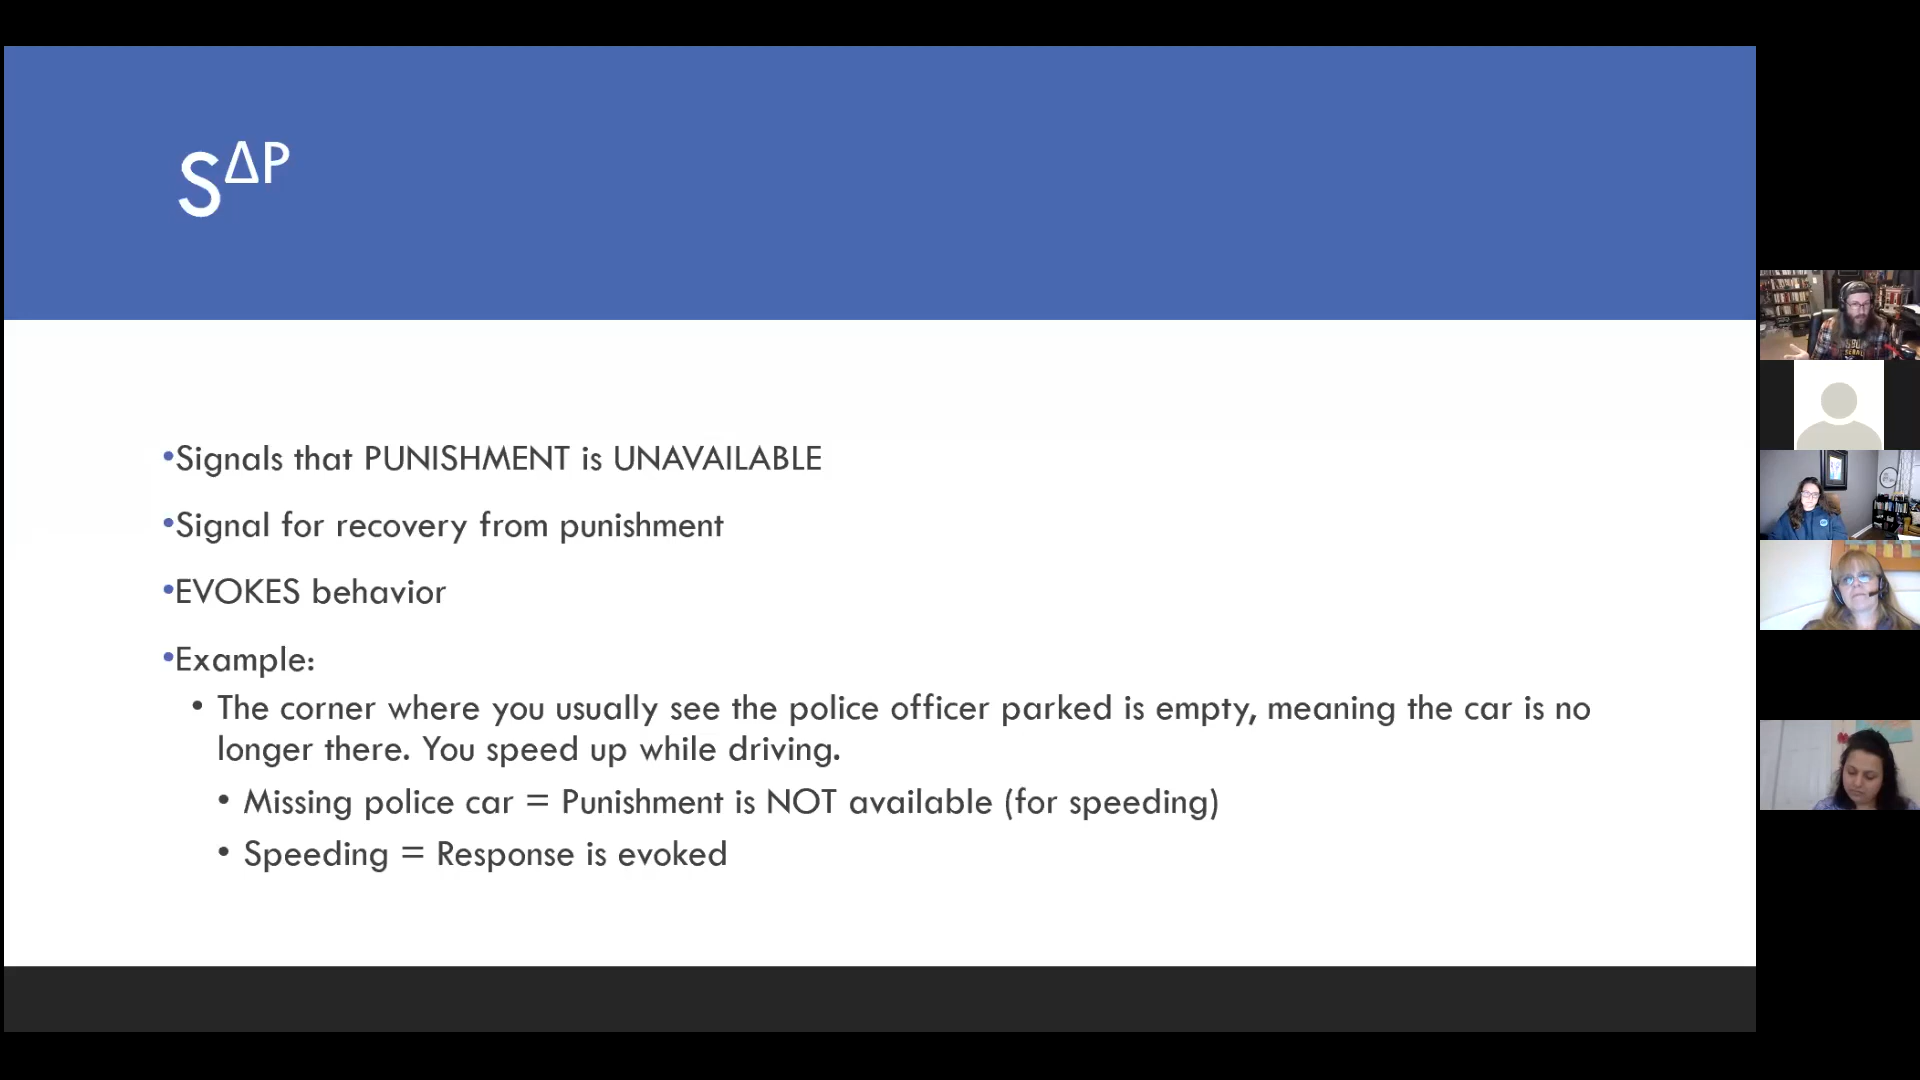 S^ΔP
•Signals that PUNISHMENT is UNAVAILABLE
•Signal for recovery from punishment
•EVOKES behavior
•Example:
• The corner where you usually see the police officer parked is empty, meaning the car is no
longer there. You speed up while driving.
• Missing police car = Punishment is NOT available (for speeding)
• Speeding = Response is evoked